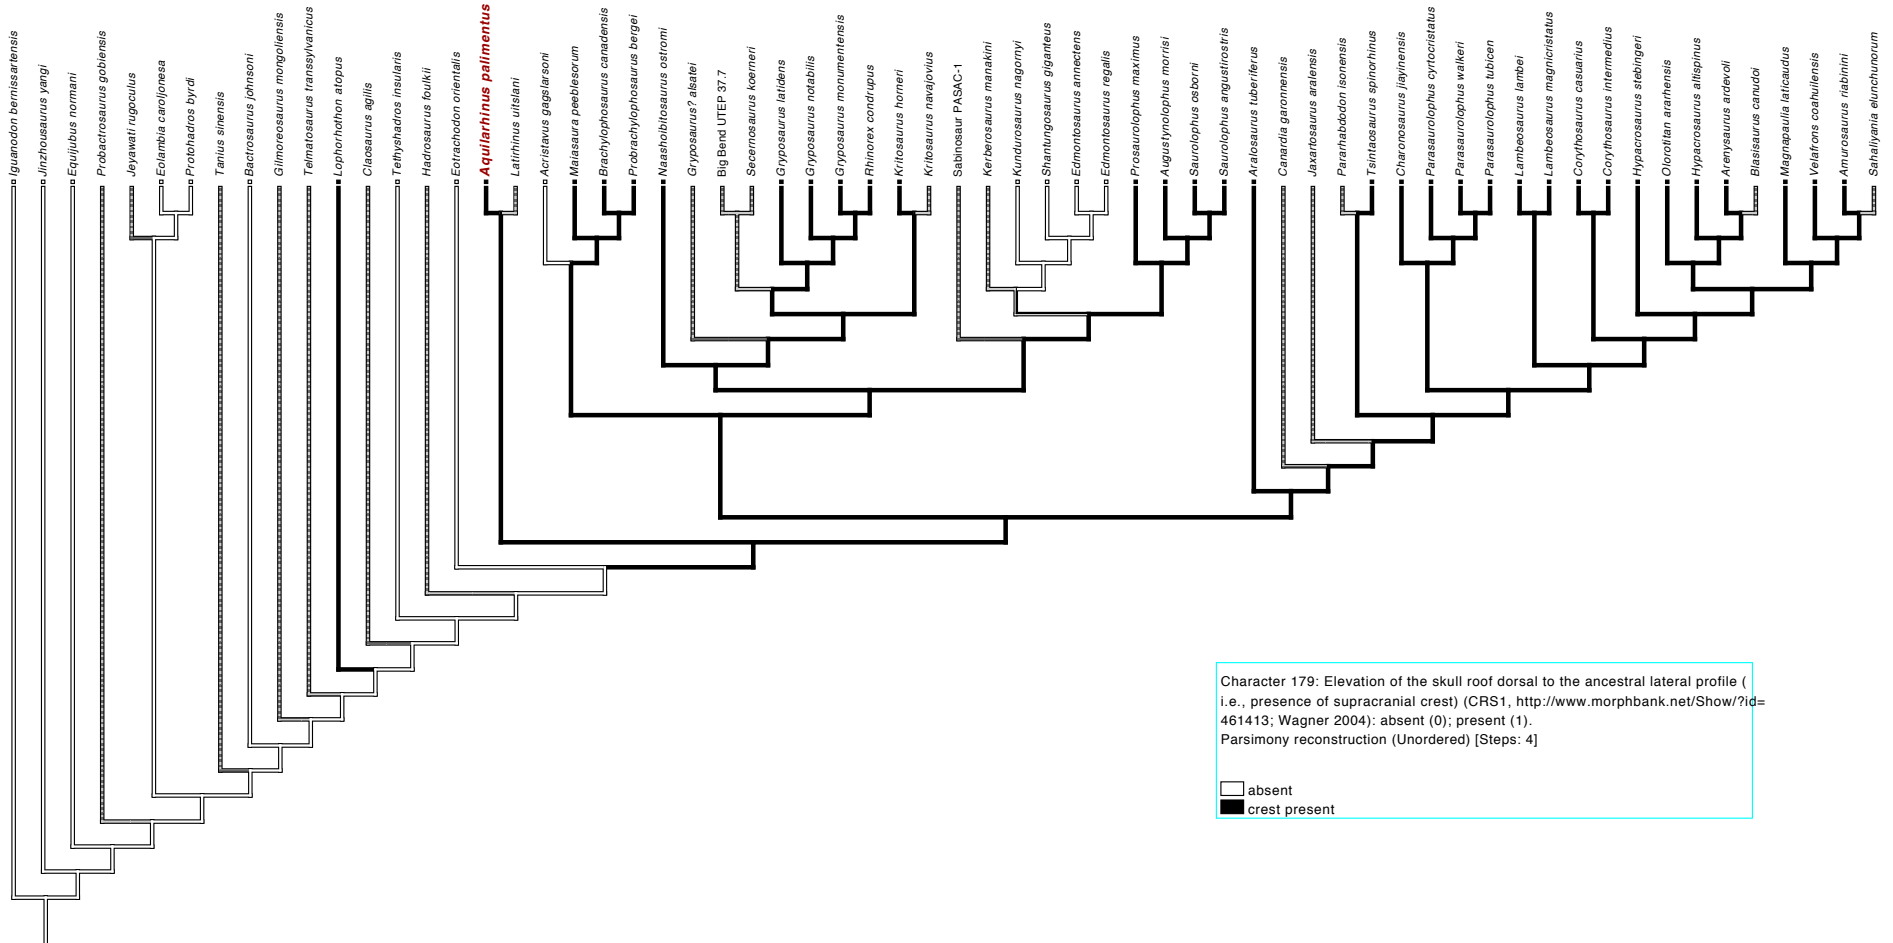 Iguanodon bernissartensis
Jinzhousaurus yangi
Equijubus normani
Probactrosaurus gobiensis
Jeyawati rugoculus
Eolambia caroljonesa
Protohadros byrdi
Tanius sinensis
Bactrosaurus johnsoni
Gilmoreosaurus mongoliensis
Telmatosaurus transsylvanicus
Lophorhothon atopus
Claosaurus agilis
Tethyshadros insularis
Hadrosaurus foulkii
Eotrachodon orientalis
Aquilarhinus palimentus
Latirhinus uitstlani
Acristavus gagslarsoni
Maiasaura peeblesorum
Brachylophosaurus canadensis
Probrachylophosaurus bergei
Naashoibitosaurus ostromi
Gryposaurus? alsatei
Big Bend UTEP 37.7
Secernosaurus koerneri
Gryposaurus latidens
Gryposaurus notabilis
Gryposaurus monumentensis
Rhinorex condrupus
Kritosaurus horneri
Kritosaurus navajovius
Sabinosaur PASAC-1
Kerberosaurus manakini
Kundurosaurus nagornyi
Shantungosaurus giganteus
Edmontosaurus annectens
Edmontosaurus regalis
Prosaurolophus maximus
Augustynolophus morrisi
Saurolophus osborni
Saurolophus angustirostris
Aralosaurus tuberiferus
Canardia garonnensis
Jaxartosaurus aralensis
Pararhabdodon isonensis
Tsintaosaurus spinorhinus
Charonosaurus jiayinensis
Parasaurolophus cyrtocristatus
Parasaurolophus walkeri
Parasaurolophus tubicen
Lambeosaurus lambei
Lambeosaurus magnicristatus
Corythosaurus casuarius
Corythosaurus intermedius
Hypacrosaurus stebingeri
Olorotitan ararhensis
Hypacrosaurus altispinus
Arenysaurus ardevoli
Blasisaurus canudoi
Magnapaulia laticaudus
Velafrons coahuilensis
Amurosaurus riabinini
Sahaliyania elunchunorum
Character 179: Elevation of the skull roof dorsal to the ancestral lateral profile (
i.e., presence of supracranial crest) (CRS1, http://www.morphbank.net/Show/?id=
461413; Wagner 2004): absent (0); present (1).
Parsimony reconstruction (Unordered) [Steps: 4]
absent
crest present